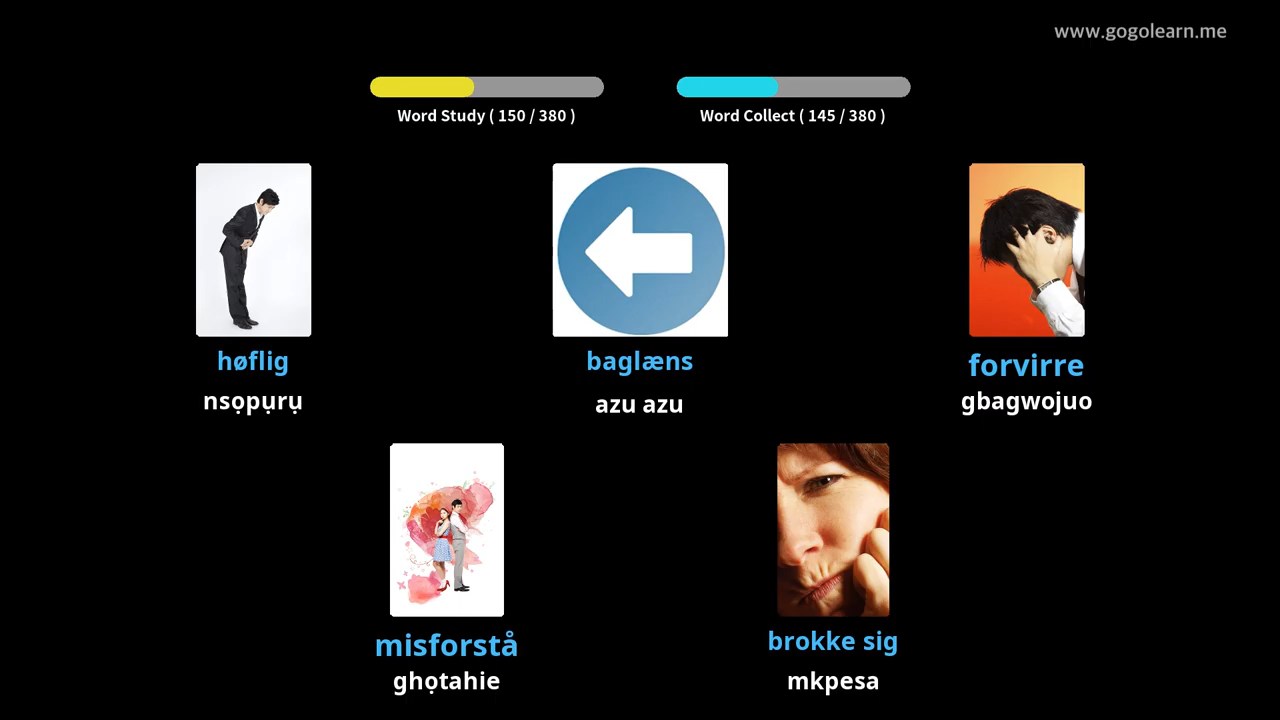 www.gogolearn.me
Word Study ( 150 / 380 )
Word Collect ( 145 / 380 )
høflig
baglæns
forvirre
nsọpụrụ
azu azu
gbagwojuo
misforstå
brokke sig
ghọtahie
mkpesa